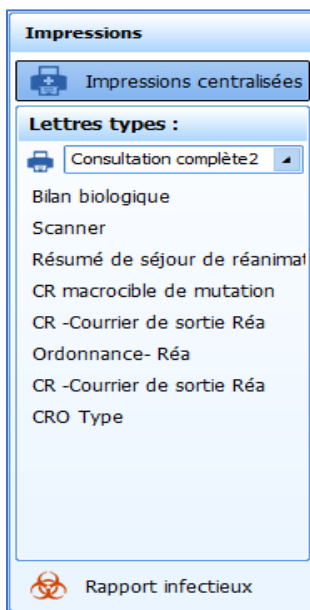 Impressions
Impressions centralisées
Lettres types :
Consultation complète2
Bilan biologique
Scanner
Résumé de séjour de réanimat
CR macrocible de mutation
CR -Courrier de sortie Réa
Ordonnance- Réa
CR -Courrier de sortie Réa
CRO Type
Rapport infectieux